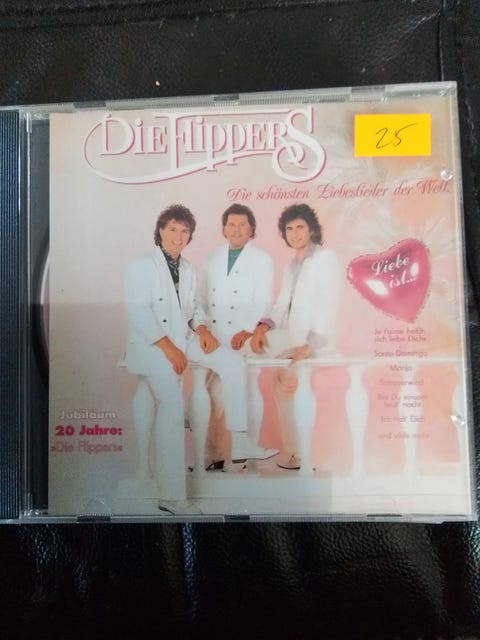 Die Flippers
25
Die schönsten Liebeslieder der Welt
Liebe
ist...
Je t'aime heißt:
ich liebe Dich
Santo Domingo
Monja
Sommerwind
Bist Du einsam
heut' nacht
Ich hab' Dich
und viele mehr
Jubiläum
20 Jahre:
»Die Flippers«